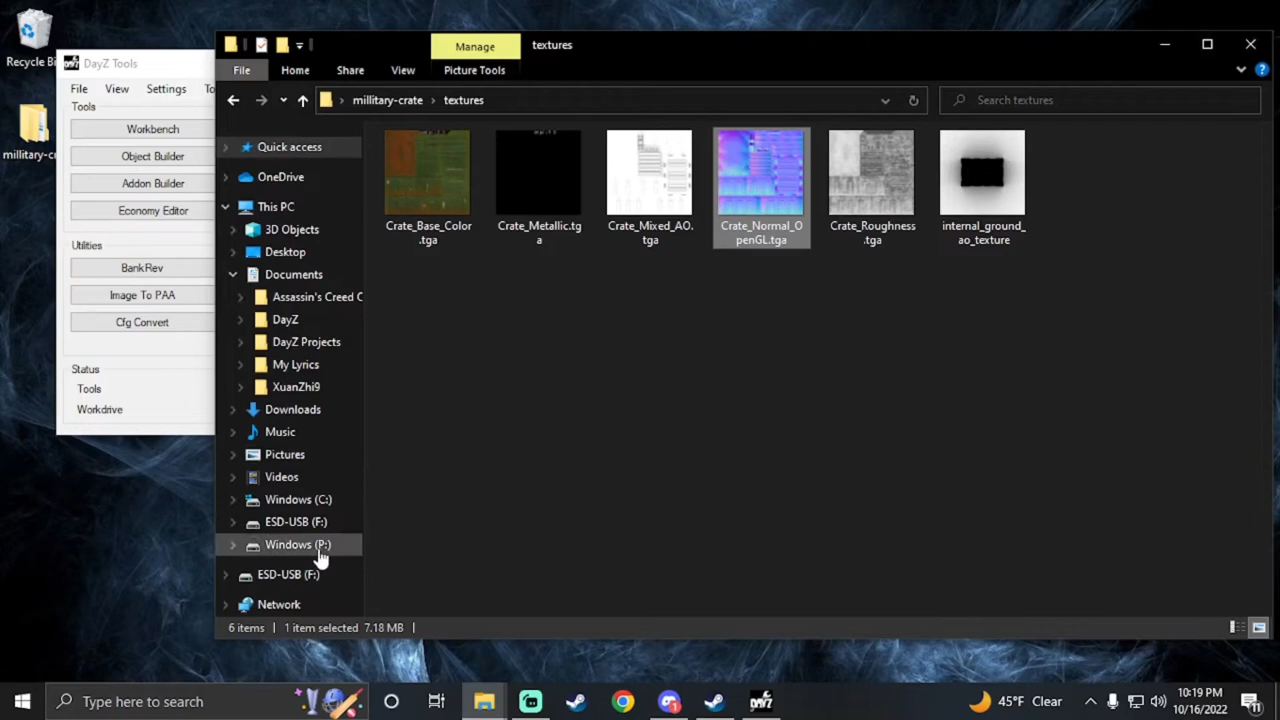 Recycle Bi
millitary-cr
DayZ Tools
File View Settings To
Tools
Workbench
Object Builder
Addon Builder
Economy Editor
Utilities
BankRev
Image To PAA
Cfg Convert
Status
Tools
Workdrive
Manage
textures
File Home Share View Picture Tools
millitary-crate › textures
Search textures
Quick access
OneDrive
This PC
3D Objects
Desktop
Documents
Assassin's Creed C
DayZ
DayZ Projects
My Lyrics
XuanZhi9
Downloads
Music
Pictures
Videos
Windows (C:)
ESD-USB (F:)
Windows (P:)
ESD-USB (F:)
Network
Crate_Base_Color
.tga
Crate_Metallic.tg
a
Crate_Mixed_AO.
tga
Crate_Normal_O
penGL.tga
Crate_Roughness
.tga
internal_ground_
ao_texture
6 items 1 item selected 7.18 MB
Type here to search
45°F Clear
10:19 PM
10/16/2022
11